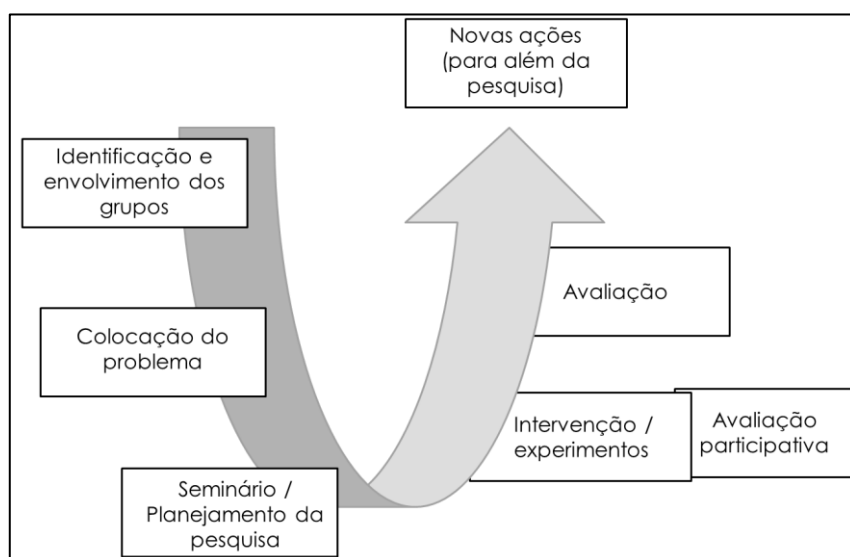 Novas ações
(para além da
pesquisa)
Identificação e
envolvimento dos
grupos
Colocação do
problema
Seminário /
Planejamento da
pesquisa
Intervenção /
experimentos
Avaliação
participativa
Avaliação